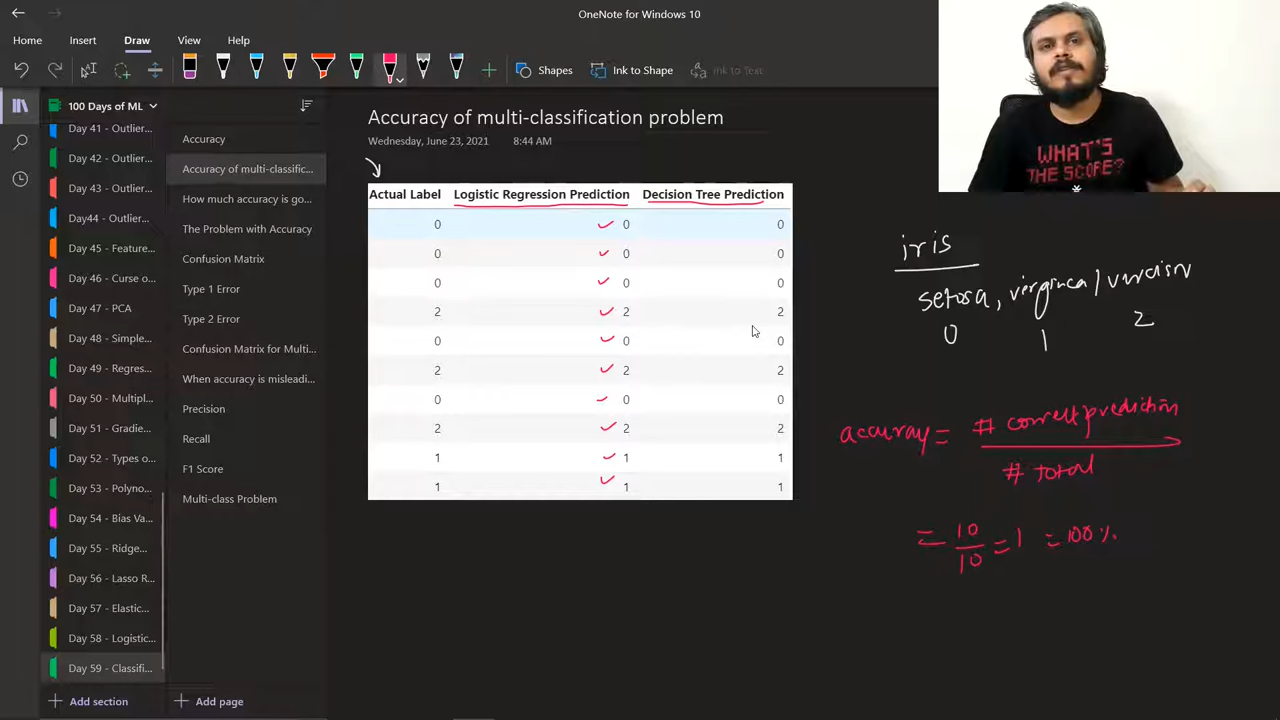 OneNote for Windows 10
Home Insert Draw View Help
Shapes Ink to Shape Ink to Text
100 Days of ML
Day 41 - Outlier...
Day 42 - Outlier...
Day 43 - Outlier...
Day44 - Outlier...
Day 45 - Feature...
Day 46 - Curse o...
Day 47 - PCA
Day 48 - Simple...
Day 49 - Regres...
Day 50 - Multipl...
Day 51 - Gradie...
Day 52 - Types o...
Day 53 - Polyno...
Day 54 - Bias Va...
Day 55 - Ridge...
Day 56 - Lasso R...
Day 57 - Elastic...
Day 58 - Logistic...
Day 59 - Classifi...
Add section
Accuracy
Accuracy of multi-classific...
How much accuracy is go...
The Problem with Accuracy
Confusion Matrix
Type 1 Error
Type 2 Error
Confusion Matrix for Multi...
When accuracy is misleadi...
Precision
Recall
F1 Score
Multi-class Problem
Add page
Accuracy of multi-classification problem
Wednesday, June 23, 2021 8:44 AM
Actual Label Logistic Regression Prediction Decision Tree Prediction
0 0 0
0 0 0
0 0 0
2 2 2
0 0 0
2 2 2
0 0 0
2 2 2
1 1 1
1 1 1
WHAT'S
THE SCORE?
iris
setosa, virginca /
0 1 2
accuracy = # correct prediction
# total
= 10
10 = 1 = 100%